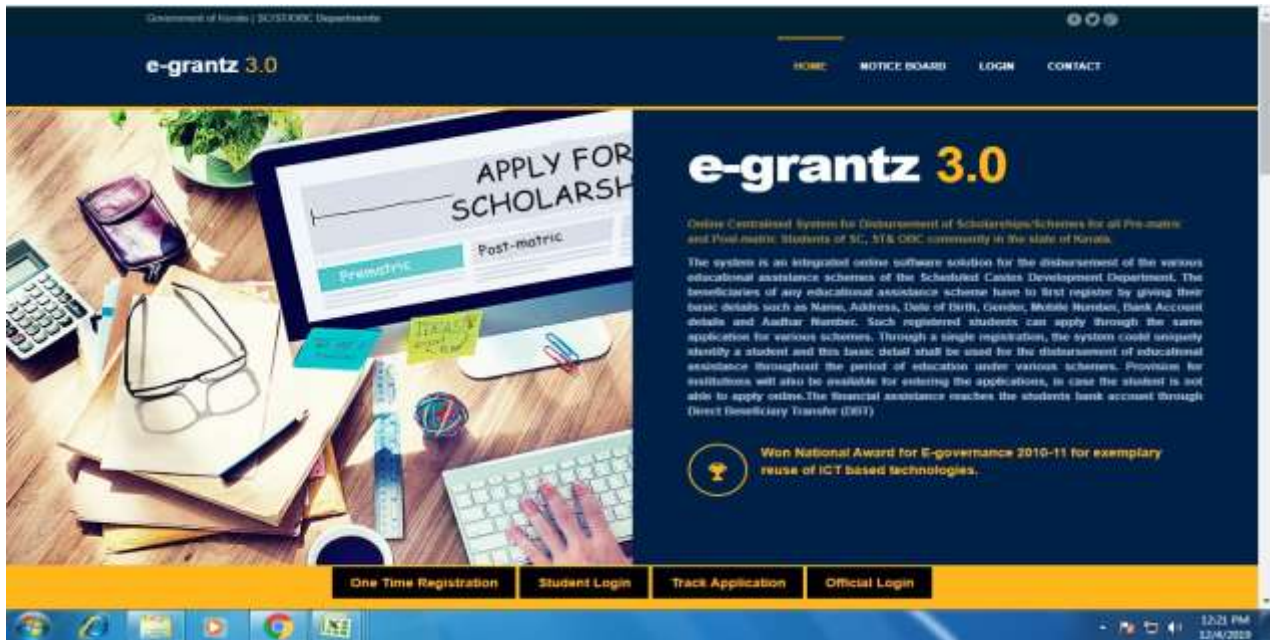 Government of Kerala | SC/ST/OBC Departments
e-grantz 3.0
HOME NOTICE BOARD LOGIN CONTACT
APPLY FOR
SCHOLARSH
Prematric
Post-matric
IDEAS
e-grantz 3.0
Online Centralised System for Disbursement of Scholarships/Schemes for all Pre-matric
and Post-matric Students of SC, ST& OBC community in the state of Kerala.
The system is an integrated online software solution for the disbursement of the various
educational assistance schemes of the Scheduled Castes Development Department. The
beneficiaries of any educational assistance scheme have to first register by giving their
basic details such as Name, Address, Date of Birth, Gender, Mobile Number, Bank Account
details and Aadhar Number. Such registered students can apply through the same
application for various schemes. Through a single registration, the system could uniquely
identify a student and this basic detail shall be used for the disbursement of educational
assistance throughout the period of education under various schemes. Provision for
institutions will also be available for entering the applications, in case the student is not
able to apply online.The financial assistance reaches the students bank account through
Direct Beneficiary Transfer (DBT)
Won National Award for E-governance 2010-11 for exemplary
reuse of ICT based technologies.
One Time Registration Student Login Track Application Official Login
12:21 PM
12/4/2019